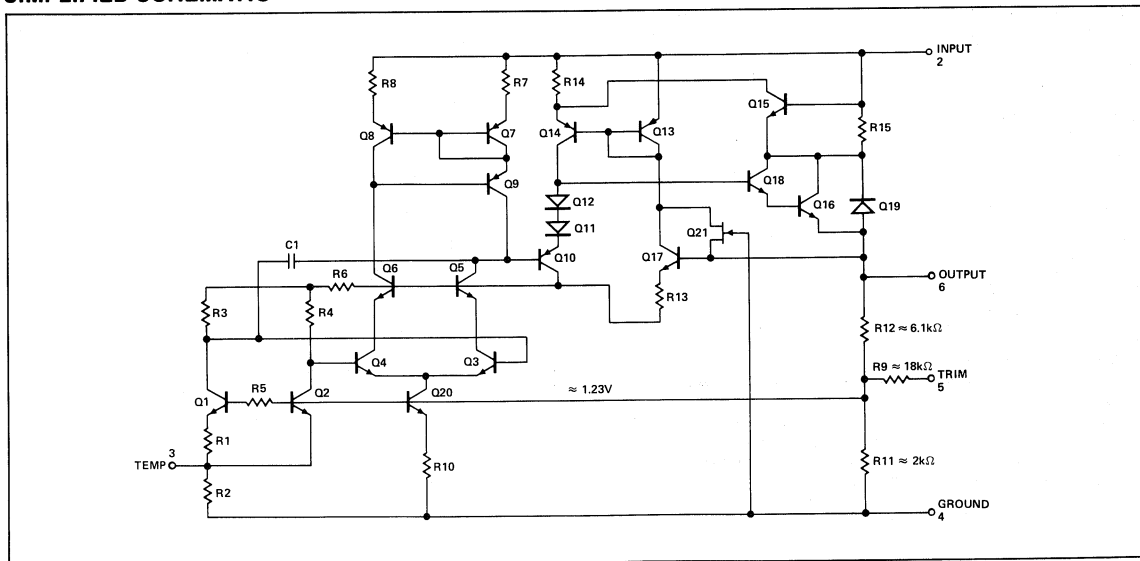 INPUT
2
R8
R7
R14
Q15
Q8
Q7
Q14
Q13
R15
Q9
Q18
Q16
Q12
Q19
Q11
Q21
C1
Q10
Q17
Q6
Q5
R6
OUTPUT
6
R13
R3
R4
R12 ≈ 6.1kΩ
Q4
Q3
R9 ≈ 18kΩ
TRIM
5
R5
Q2
Q20
≈ 1.23V
Q1
R1
3
TEMP
R10
R11 ≈ 2kΩ
R2
GROUND
4